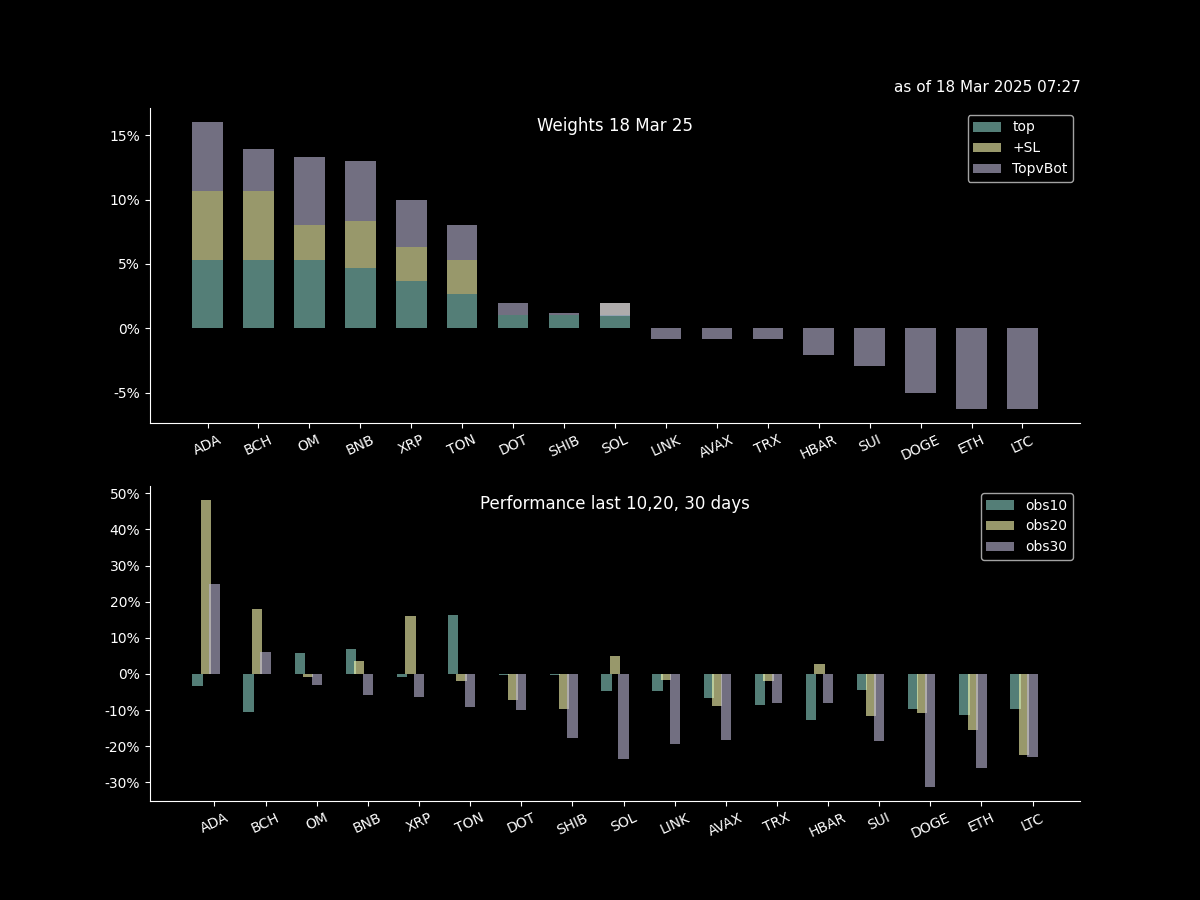 as of 18 Mar 2025 07:27
Weights 18 Mar 25
top
+SL
TopvBot
15%
10%
5%
0%
-5%
ADA BCH OM BNB XRP TON DOT SHIB SOL LINK AVAX TRX HBAR SUI DOGE ETH LTC
Performance last 10,20, 30 days
obs10
obs20
obs30
50%
40%
30%
20%
10%
0%
-10%
-20%
-30%
ADA BCH OM BNB XRP TON DOT SHIB SOL LINK AVAX TRX HBAR SUI DOGE ETH LTC